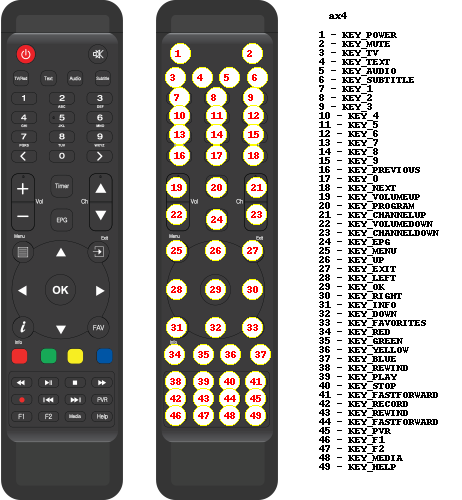 ax4
TV/Rad Text Audio Subtitle
1 2 3
ABC DEF
4 5 6
GHI JKL MNO
7 8 9
PQRS TUV WXYZ
0
Timer
Vol Ch
EPG
Menu Exit
OK
i FAV
Info
PVR
F1 F2 Media Help
1 2
3 4 5 6
7 8 9
10 11 12
13 14 15
16 17 18
19 20 21
Vol Ch
22 24 23
Menu Exit
25 26 27
28 29 30
31 32 33
Info
34 35 36 37
38 39 40 41
42 43 44 45
46 47 48 49
1 - KEY_POWER
2 - KEY_MUTE
3 - KEY_TV
4 - KEY_TEXT
5 - KEY_AUDIO
6 - KEY_SUBTITLE
7 - KEY_1
8 - KEY_2
9 - KEY_3
10 - KEY_4
11 - KEY_5
12 - KEY_6
13 - KEY_7
14 - KEY_8
15 - KEY_9
16 - KEY_PREVIOUS
17 - KEY_0
18 - KEY_NEXT
19 - KEY_VOLUMEUP
20 - KEY_PROGRAM
21 - KEY_CHANNELUP
22 - KEY_VOLUMEDOWN
23 - KEY_CHANNELDOWN
24 - KEY_EPG
25 - KEY_MENU
26 - KEY_UP
27 - KEY_EXIT
28 - KEY_LEFT
29 - KEY_OK
30 - KEY_RIGHT
31 - KEY_INFO
32 - KEY_DOWN
33 - KEY_FAVORITES
34 - KEY_RED
35 - KEY_GREEN
36 - KEY_YELLOW
37 - KEY_BLUE
38 - KEY_REWIND
39 - KEY_PLAY
40 - KEY_STOP
41 - KEY_FASTFORWARD
42 - KEY_RECORD
43 - KEY_REWIND
44 - KEY_FASTFORWARD
45 - KEY_PVR
46 - KEY_F1
47 - KEY_F2
48 - KEY_MEDIA
49 - KEY_HELP